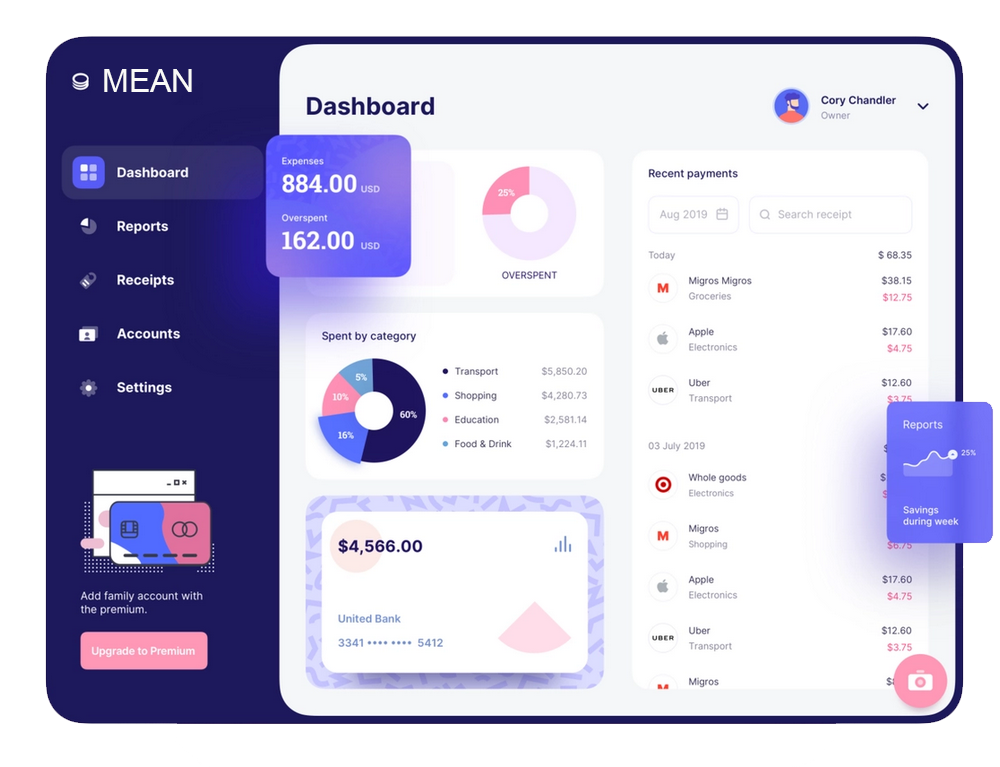 MEAN
Dashboard
Reports
Receipts
Accounts
Settings
Add family account with
the premium.
Upgrade to Premium
Dashboard
Cory Chandler
Owner
Expenses
884.00 USD
Overspent
162.00 USD
25%
OVERSPENT
Spent by category
5%
10%
16%
60%
Transport $5,850.20
Shopping $4,280.73
Education $2,581.14
Food & Drink $1,224.11
$4,566.00
United Bank
3341 •••• •••• 5412
Recent payments
Aug 2019
Search receipt
Today $ 68.35
Migros Migros $38.15
Groceries $12.75
Apple $17.60
Electronics $4.75
UBER
Uber $12.60
Transport $3.75
03 July 2019
Whole goods
Electronics
Migros
Shopping $6.75
Apple $17.60
Electronics $4.75
UBER
Uber $12.60
Transport $3.75
Migros
Reports
25%
Savings
during week